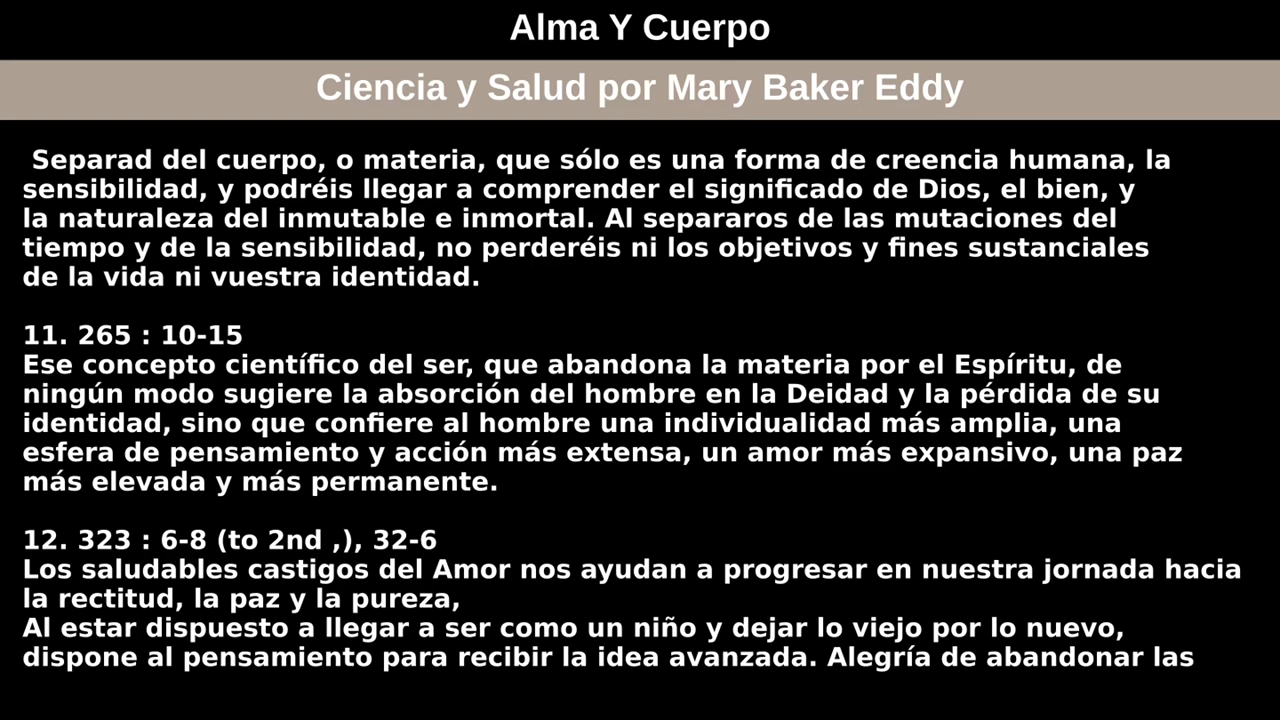 Alma Y Cuerpo
Ciencia y Salud por Mary Baker Eddy
Separad del cuerpo, o materia, que sólo es una forma de creencia humana, la
sensibilidad, y podréis llegar a comprender el significado de Dios, el bien, y
la naturaleza del inmutable e inmortal. Al separaros de las mutaciones del
tiempo y de la sensibilidad, no perderéis ni los objetivos y fines sustanciales
de la vida ni vuestra identidad.
11. 265 : 10-15
Ese concepto científico del ser, que abandona la materia por el Espíritu, de
ningún modo sugiere la absorción del hombre en la Deidad y la pérdida de su
identidad, sino que confiere al hombre una individualidad más amplia, una
esfera de pensamiento y acción más extensa, un amor más expansivo, una paz
más elevada y más permanente.
12. 323 : 6-8 (to 2nd ,), 32-6
Los saludables castigos del Amor nos ayudan a progresar en nuestra jornada hacia
la rectitud, la paz y la pureza,
Al estar dispuesto a llegar a ser como un niño y dejar lo viejo por lo nuevo,
dispone al pensamiento para recibir la idea avanzada. Alegría de abandonar las